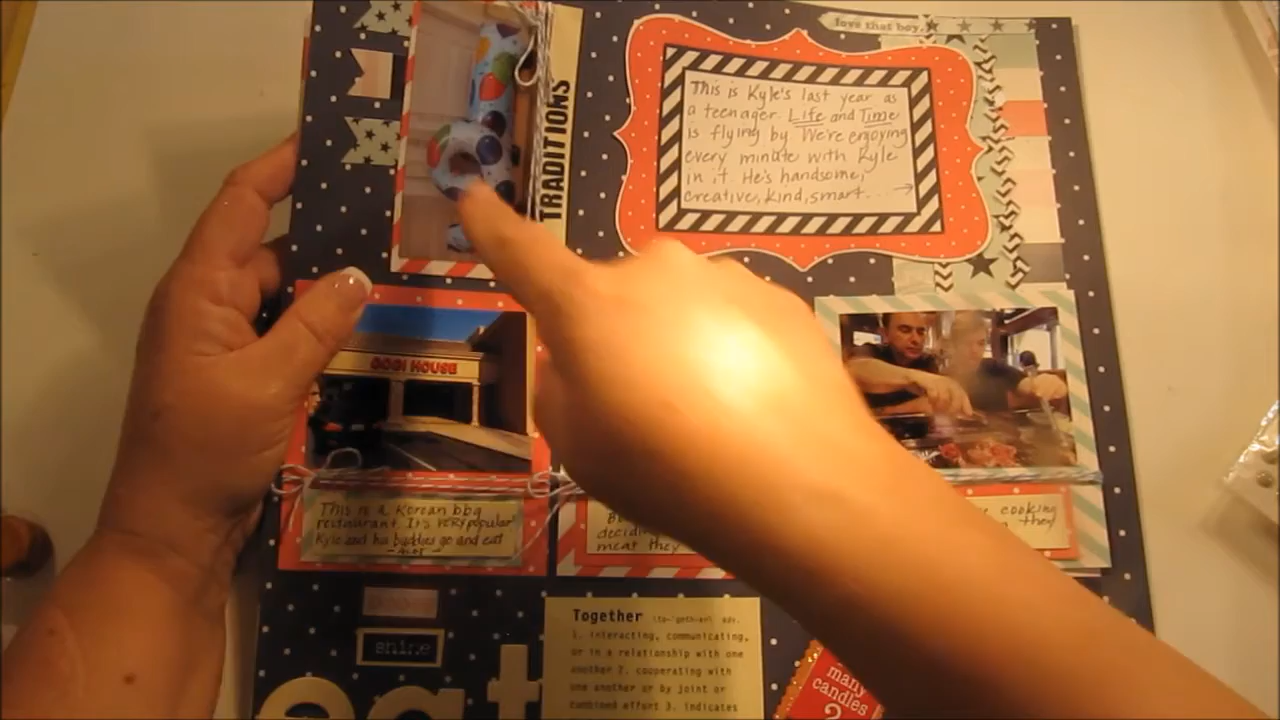 love that boy.
TRADITIONS
This is Kyle's last year as
a teenager. Life and Time
is flying by. We're enjoying
every minute with Kyle
in it. He's handsome,
creative, kind, smart....→
GOGI HOUSE
This is a Korean bbq
restaurant. It's very popular
Kyle and his buddies go and eat
decidin
meat they
cooking
they
shine
eat
Together
1. interacting, communicating,
or in a relationship with one
another 2. cooperating with
one another or by joint or
combined effort 3. indicates
many
candles
?